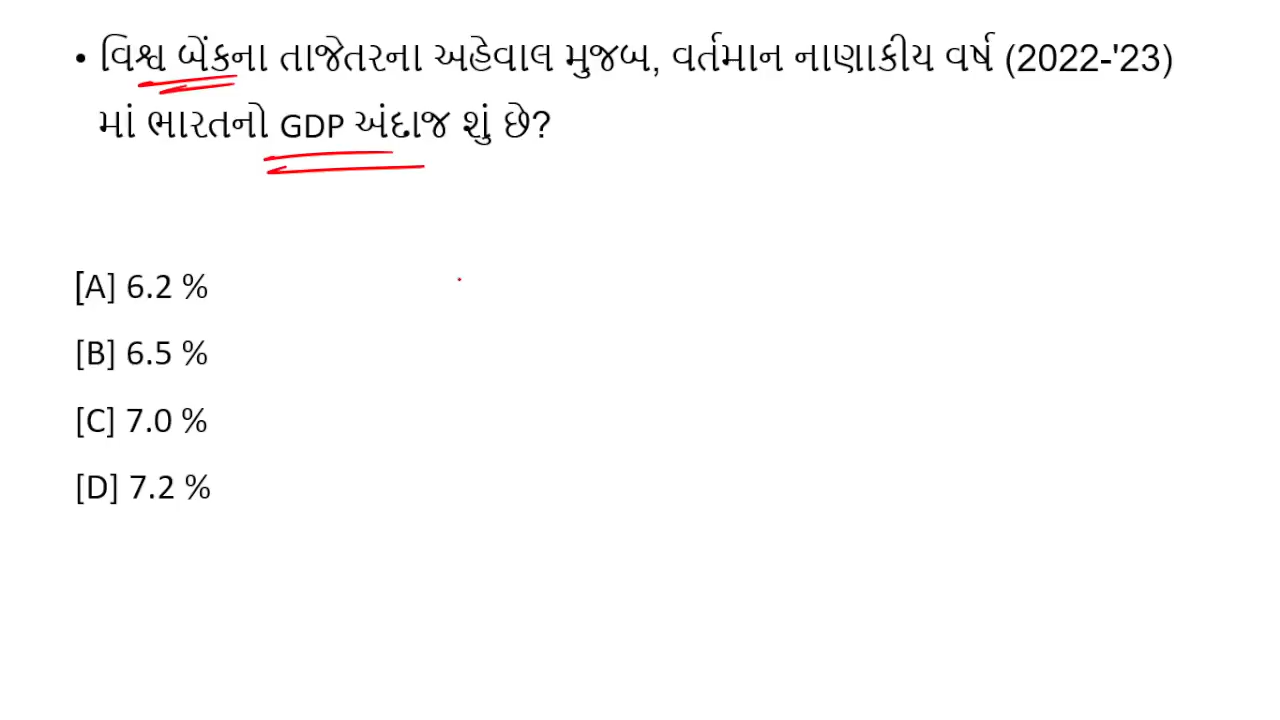 • વિશ્વ બેંકના તાજેતરના અહેવાલ મુજબ, વર્તમાન નાણાકીય વર્ષ (2022-'23)
માં ભારતનો GDP અંદાજ શું છે?
[A] 6.2 %
[B] 6.5 %
[C] 7.0 %
[D] 7.2 %